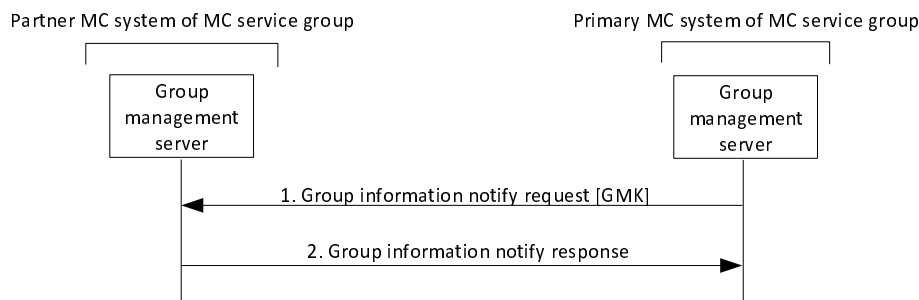 Partner MC system of MC service group
Primary MC system of MC service group
Group
management
server
Group
management
server
1. Group information notify request [GMK]
2. Group information notify response